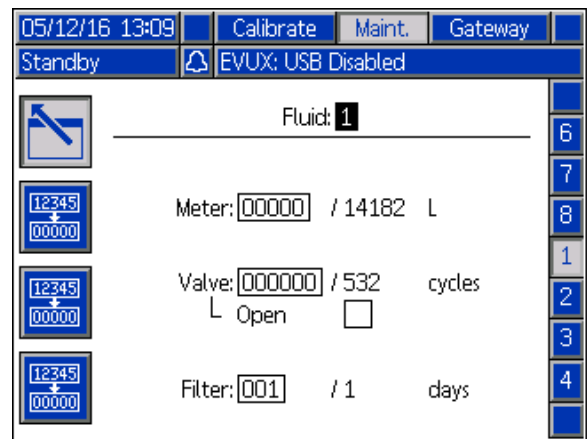 05/12/16 13:09 Calibrate Maint. Gateway
Standby EVUX: USB Disabled
Fluid: 1
6
7
12345
00000
Meter: 00000 / 14182 L
8
1
12345
00000
Valve: 000000 / 532 cycles
2
Open
3
12345
00000
Filter: 001 / 1 days
4